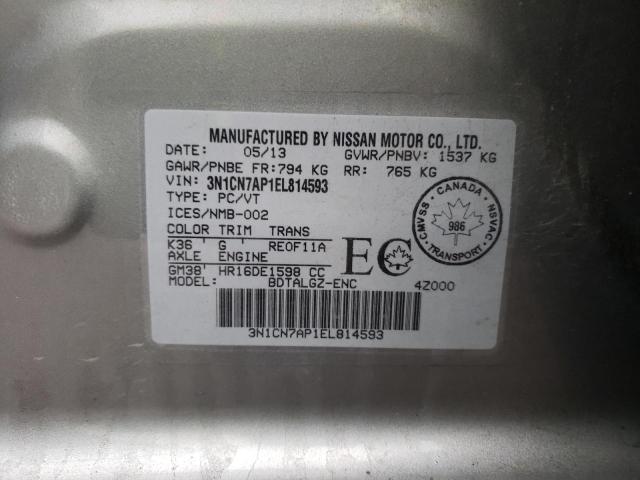 MANUFACTURED BY NISSAN MOTOR CO., LTD.
DATE: 05/13 GVWR/PNBV: 1537 KG
GAWR/PNBE FR:794 KG RR: 765 KG
VIN: 3N1CN7AP1EL814593
TYPE: PC/VT
ICES/NMB-002
COLOR TRIM TRANS
K36 ' G ' REOF11A
AXLE ENGINE
GM38' HR16DE1598 CC
MODEL: BDTALGZ-ENC 4Z000
3N1CN7AP1EL814593
EC
CMVSS · CANADA · NSVAC
986
TRANSPORT